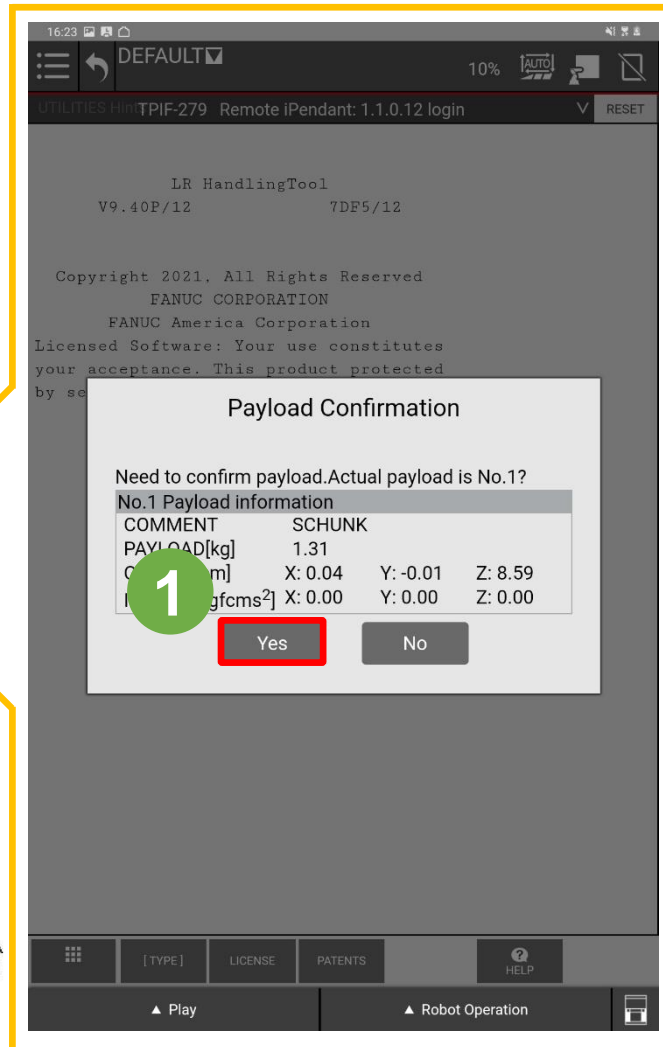 16:23
DEFAULT
10%
AUTO
UTILITIES Hint TPIF-279 Remote iPendant: 1.1.0.12 login
RESET
LR HandlingTool
V9.40P/12 7DF5/12
Copyright 2021, All Rights Reserved
FANUC CORPORATION
FANUC America Corporation
Licensed Software: Your use constitutes
your acceptance. This product protected
by se
Payload Confirmation
Need to confirm payload.Actual payload is No.1?
No.1 Payload information
COMMENT SCHUNK
PAYLOAD[kg] 1.31
m] X: 0.04 Y: -0.01 Z: 8.59
gfcms2] X: 0.00 Y: 0.00 Z: 0.00
1
Yes No
[TYPE] LICENSE PATENTS HELP
▲ Play ▲ Robot Operation